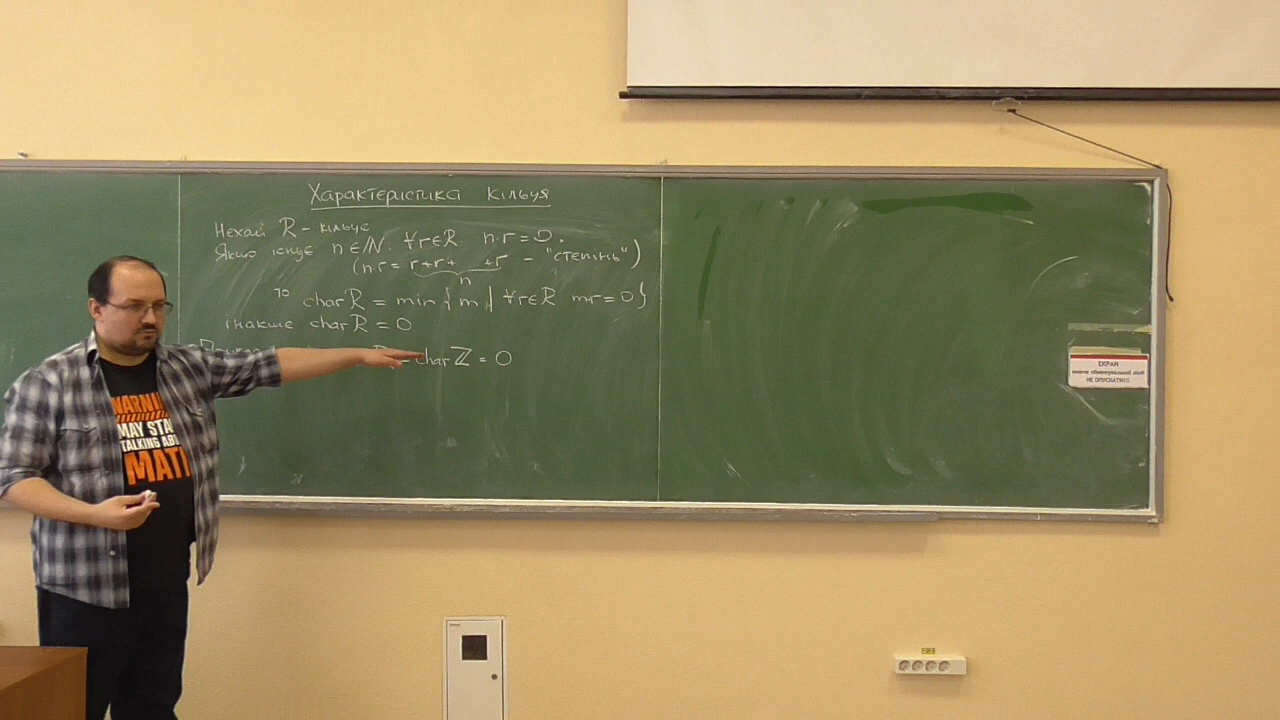 Характеристика кільця
Нехай R - кільце
Якщо існує n ∈ ℕ: ∀r∈R n·r = 0,
(n·r = r+r+ +r - "степінь")
n
то char R = min { m | ∀r∈R mr = 0 }
інакше char R = 0
char ℤ = 0
WARNING
MAY START
TALKING ABOUT
MATH
ЕКРАН
НЕ ОПУСКАТИ!!!